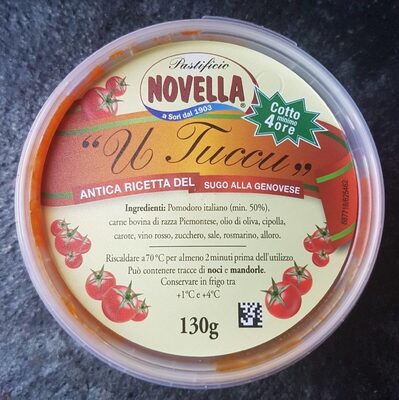 Pastificio
NOVELLA®
a Sori dal 1903
Cotto
minimo
4 ore
"U Tuccu"
ANTICA RICETTA DEL SUGO ALLA GENOVESE
Ingredienti: Pomodoro italiano (min. 50%),
carne bovina di razza Piemontese, olio di oliva, cipolla,
carote, vino rosso, zucchero, sale, rosmarino, alloro.
Riscaldare a 70°C per almeno 2 minuti prima dell'utilizzo
Può contenere tracce di noci e mandorle.
Conservare in frigo tra
+1°C e +4°C
130g